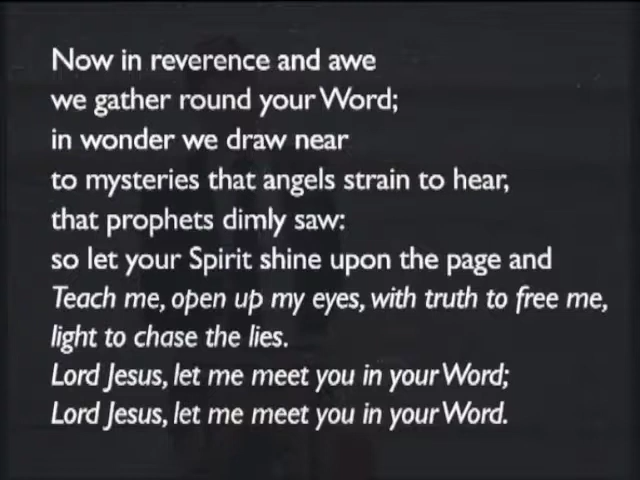 Now in reverence and awe
we gather round your Word;
in wonder we draw near
to mysteries that angels strain to hear,
that prophets dimly saw:
so let your Spirit shine upon the page and
Teach me, open up my eyes, with truth to free me,
light to chase the lies.
Lord Jesus, let me meet you in your Word;
Lord Jesus, let me meet you in your Word.